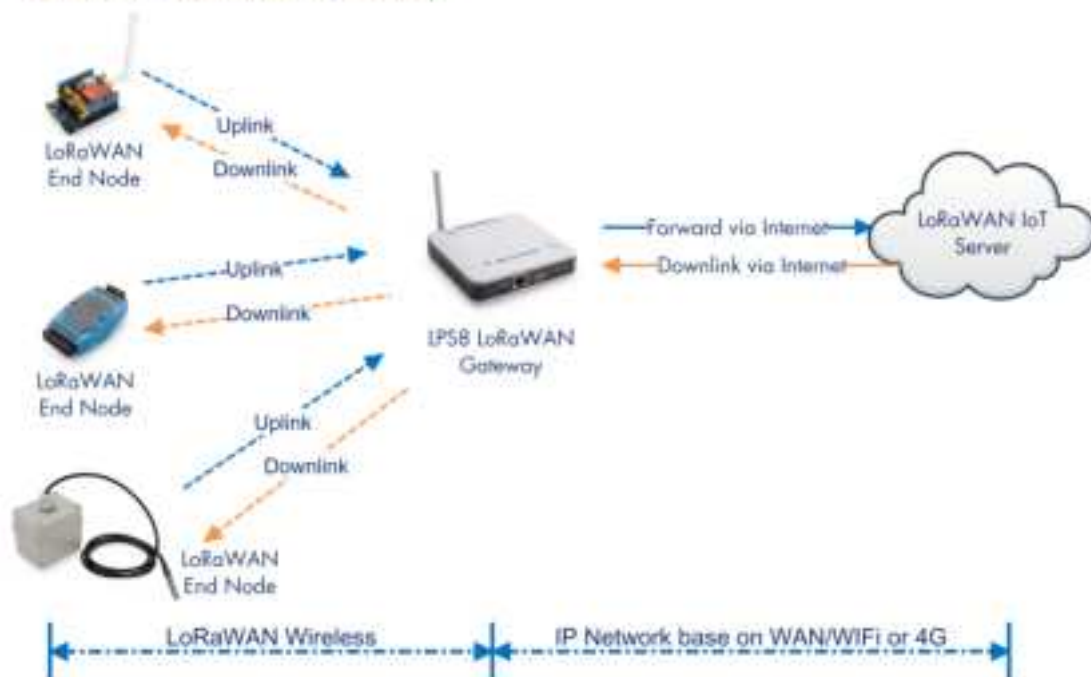 Uplink
Downlink
LoRaWAN
End Node
Uplink
Downlink
LoRaWAN
End Node
Uplink
Downlink
LoRaWAN
End Node
LPS8 LoRaWAN
Gateway
Forward via Internet
Downlink via Internet
LoRaWAN IoT
Server
LoRaWAN Wireless
IP Network base on WAN/WIFi or 4G